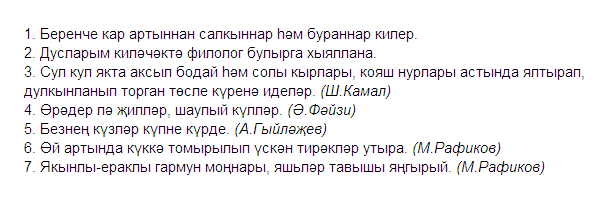 1. Беренче кар артыннан салкыннар һәм бураннар килер.
2. Дусларым киләчәктә филолог булырга хыяллана.
3. Сул кул якта аксыл бодай һәм солы кырлары, кояш нурлары астында ялтырап,
дулкынланып торган төсле күренә иделәр. (Ш.Камал)
4. Өрәдер лә җилләр, шаулый күлләр. (Ә.Фәйзи)
5. Безнең күзләр күпне күрде. (А.Гыйләҗев)
6. Өй артында күккә томырылып үскән тирәкләр утыра. (М.Рафиков)
7. Якынлы-ераклы гармун моңнары, яшьләр тавышы яңгырый. (М.Рафиков)